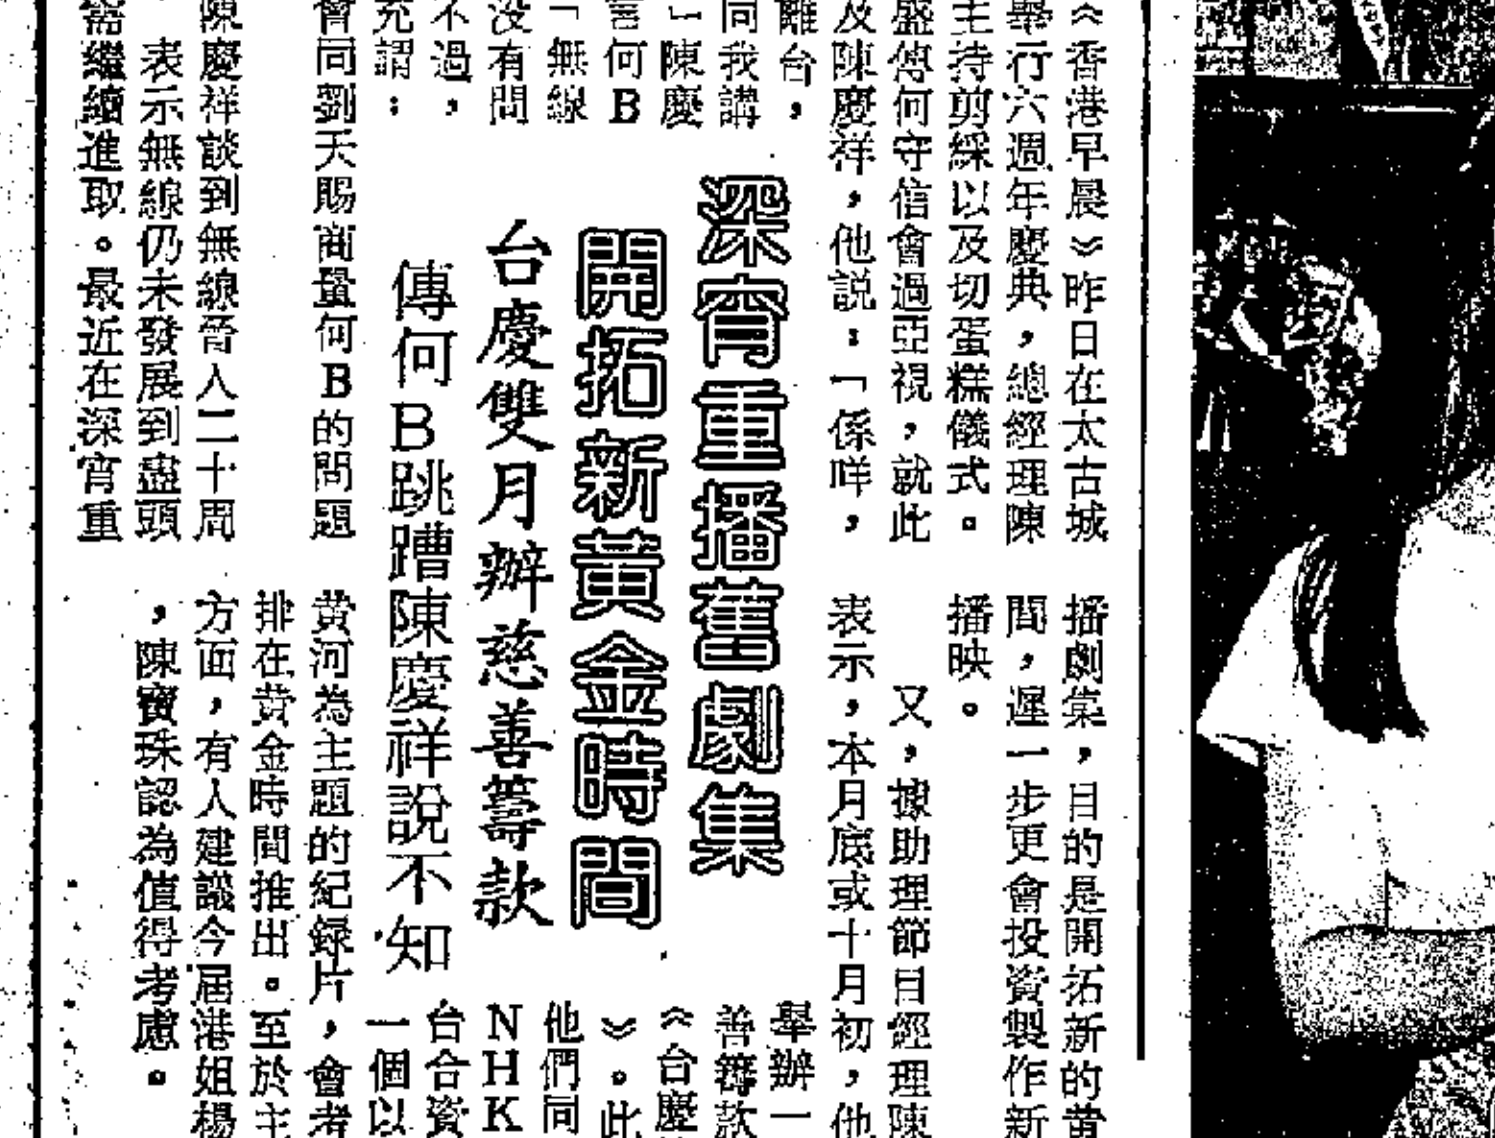 深宵重播舊劇集
開拓新黃金時間
台慶雙月辦慈善籌款
傳何B跳蹧陳慶祥說不知
《香港早晨》昨日在太古城
舉行六週年慶典，總經理陳
主持剪綵以及切蛋糕儀式。
盛傳何守信會過亞視，就此
及陳慶祥，他説：「係咩，
離台，
同我講
」陳慶
言何B
「無線
没有問
不過，
充謂：
會同劉天賜商量何B的問題
陳慶祥談到無線晉入二十周
，表示無線仍未發展到盡頭
需繼續進取。最近在深宵重
播劇集，目的是開拓新的黄
間，遲一步更會投資製作新
播映。
又，據助理節目經理陳
表示，本月底或十月初，他
舉辦一
善籌款
《台慶
》。此
他們同
NHK
台合資
一個以
黄河為主題的紀録片，會考
排在黄金時間推出。至於主
方面，有人建議今屆港姐楊
，陳寶珠認為值得考慮。